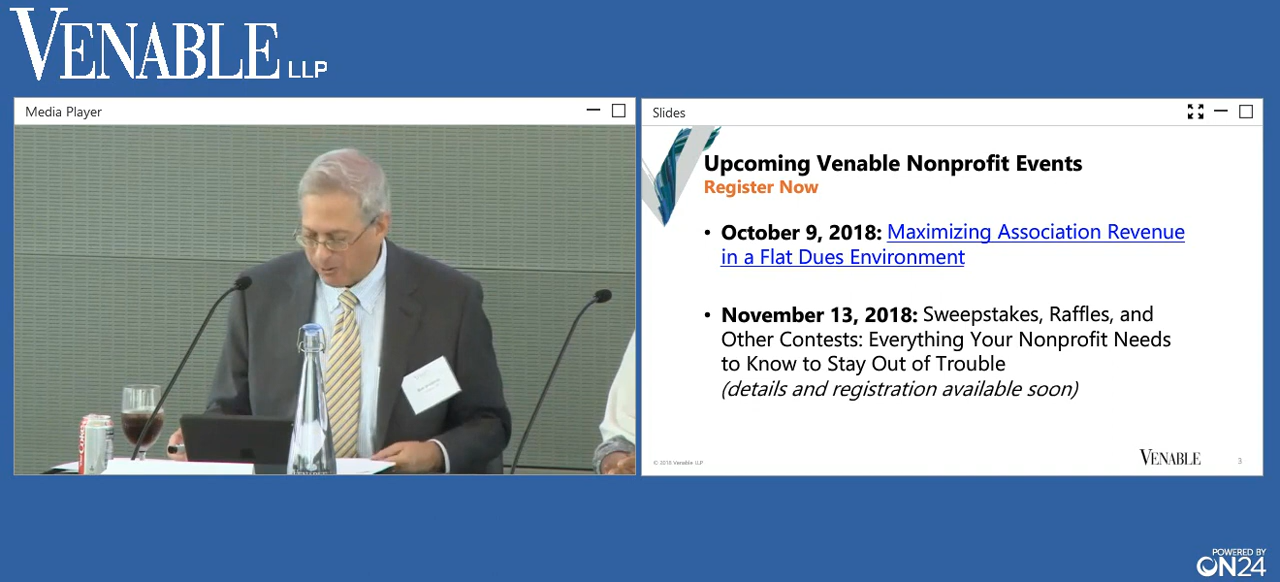 VENABLE LLP
Media Player
Slides
Upcoming Venable Nonprofit Events
Register Now
• October 9, 2018: Maximizing Association Revenue
in a Flat Dues Environment
• November 13, 2018: Sweepstakes, Raffles, and
Other Contests: Everything Your Nonprofit Needs
to Know to Stay Out of Trouble
(details and registration available soon)
© 2018 Venable LLP
VENABLE
3
POWERED BY
ON24